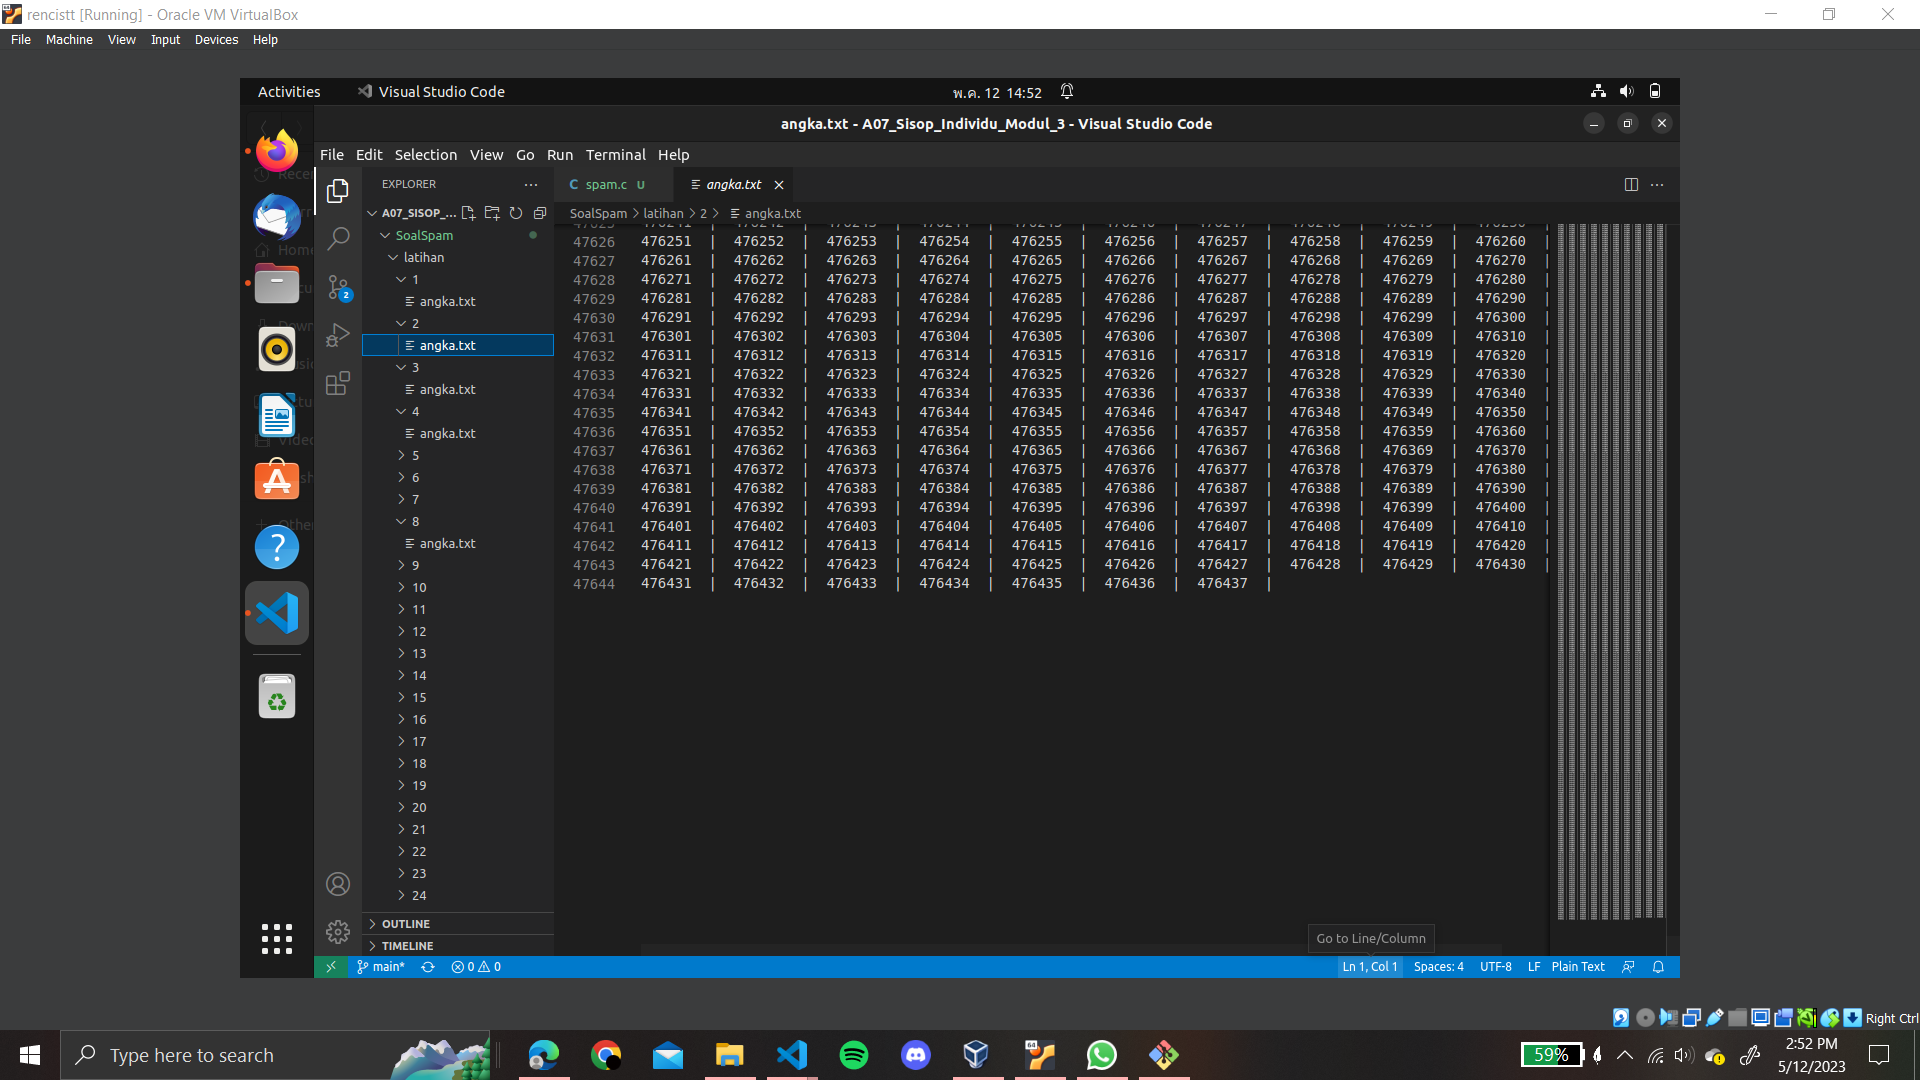 rencistt [Running] - Oracle VM VirtualBox
File Machine View Input Devices Help
Activities Visual Studio Code พ.ค. 12 14:52
angka.txt - A07_Sisop_Individu_Modul_3 - Visual Studio Code
File Edit Selection View Go Run Terminal Help
EXPLORER
spam.c U
angka.txt
A07_SISOP_...
SoalSpam > latihan > 2 > angka.txt
SoalSpam
latihan
1
angka.txt
2
angka.txt
3
angka.txt
4
angka.txt
5
6
7
8
angka.txt
9
10
11
12
13
14
15
16
17
18
19
20
21
22
23
24
OUTLINE
TIMELINE
47626 476251 | 476252 | 476253 | 476254 | 476255 | 476256 | 476257 | 476258 | 476259 | 476260 |
47627 476261 | 476262 | 476263 | 476264 | 476265 | 476266 | 476267 | 476268 | 476269 | 476270 |
47628 476271 | 476272 | 476273 | 476274 | 476275 | 476276 | 476277 | 476278 | 476279 | 476280 |
47629 476281 | 476282 | 476283 | 476284 | 476285 | 476286 | 476287 | 476288 | 476289 | 476290 |
47630 476291 | 476292 | 476293 | 476294 | 476295 | 476296 | 476297 | 476298 | 476299 | 476300 |
47631 476301 | 476302 | 476303 | 476304 | 476305 | 476306 | 476307 | 476308 | 476309 | 476310 |
47632 476311 | 476312 | 476313 | 476314 | 476315 | 476316 | 476317 | 476318 | 476319 | 476320 |
47633 476321 | 476322 | 476323 | 476324 | 476325 | 476326 | 476327 | 476328 | 476329 | 476330 |
47634 476331 | 476332 | 476333 | 476334 | 476335 | 476336 | 476337 | 476338 | 476339 | 476340 |
47635 476341 | 476342 | 476343 | 476344 | 476345 | 476346 | 476347 | 476348 | 476349 | 476350 |
47636 476351 | 476352 | 476353 | 476354 | 476355 | 476356 | 476357 | 476358 | 476359 | 476360 |
47637 476361 | 476362 | 476363 | 476364 | 476365 | 476366 | 476367 | 476368 | 476369 | 476370 |
47638 476371 | 476372 | 476373 | 476374 | 476375 | 476376 | 476377 | 476378 | 476379 | 476380 |
47639 476381 | 476382 | 476383 | 476384 | 476385 | 476386 | 476387 | 476388 | 476389 | 476390 |
47640 476391 | 476392 | 476393 | 476394 | 476395 | 476396 | 476397 | 476398 | 476399 | 476400 |
47641 476401 | 476402 | 476403 | 476404 | 476405 | 476406 | 476407 | 476408 | 476409 | 476410 |
47642 476411 | 476412 | 476413 | 476414 | 476415 | 476416 | 476417 | 476418 | 476419 | 476420 |
47643 476421 | 476422 | 476423 | 476424 | 476425 | 476426 | 476427 | 476428 | 476429 | 476430 |
47644 476431 | 476432 | 476433 | 476434 | 476435 | 476436 | 476437 |
Go to Line/Column
main* 0 0 Ln 1, Col 1 Spaces: 4 UTF-8 LF Plain Text
Right Ctrl
Type here to search
59%
2:52 PM
5/12/2023